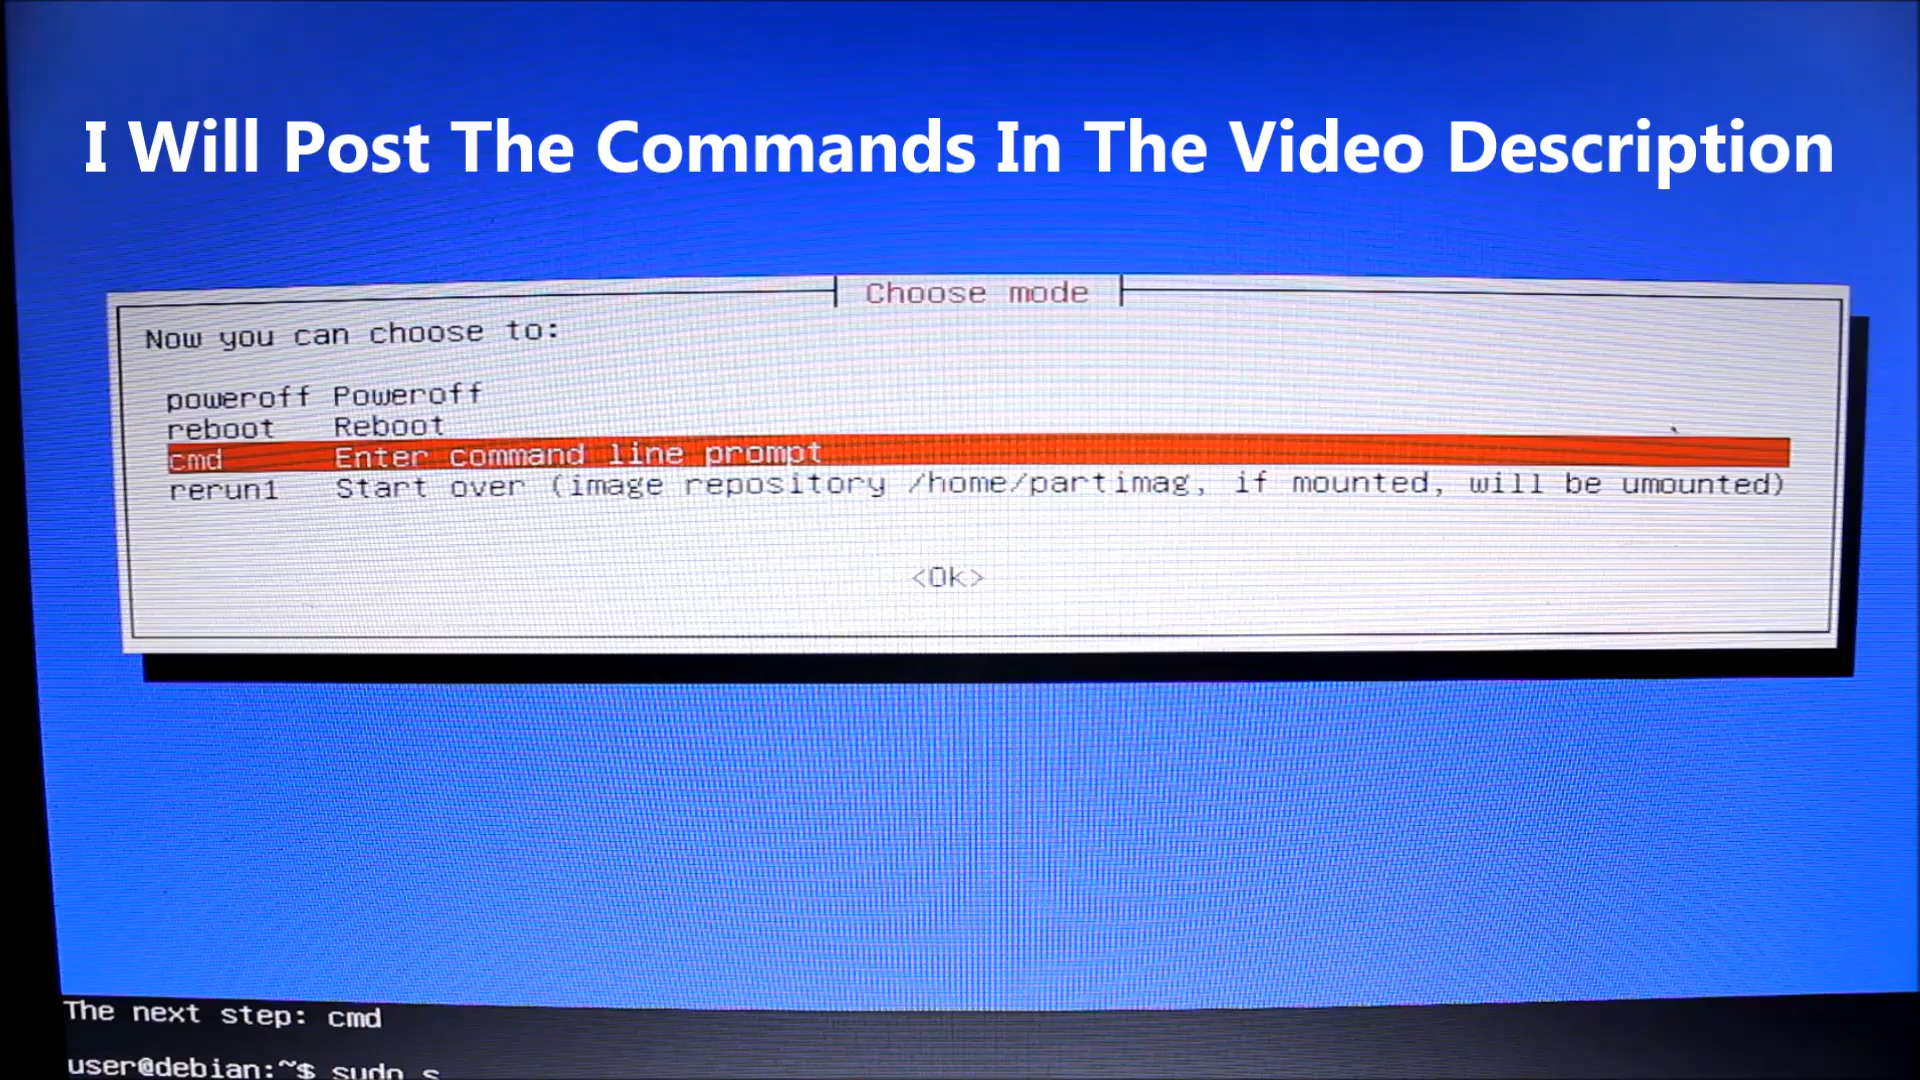 I Will Post The Commands In The Video Description
Choose mode
Now you can choose to:
poweroff Poweroff
reboot Reboot
cmd Enter command line prompt
rerun1 Start over (image repository /home/partimag, if mounted, will be umounted)
<Ok>
The next step: cmd
user@debian:~$ sudo s